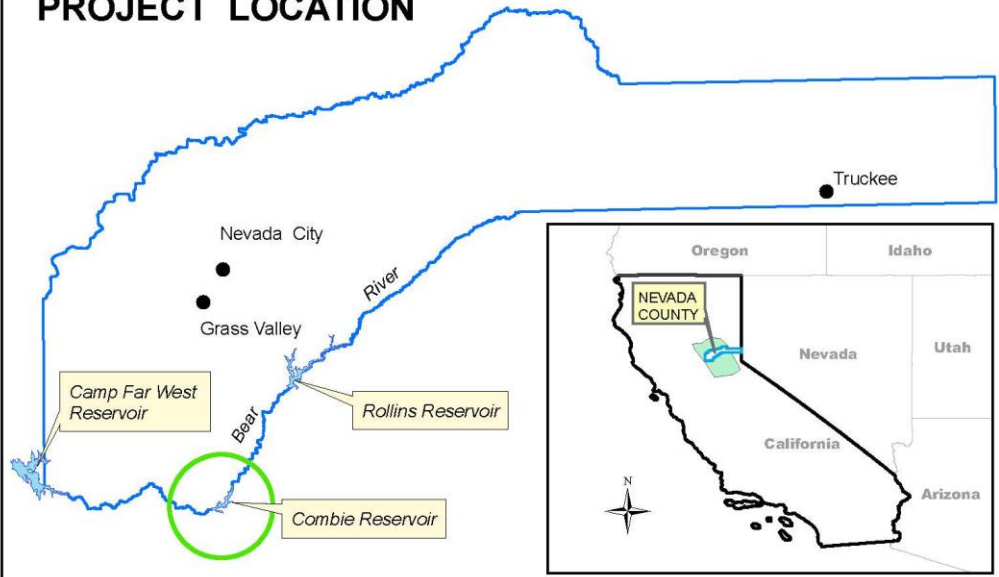 PROJECT LOCATION
Truckee
Nevada City
Grass Valley
River
Bear
Camp Far West
Reservoir
Rollins Reservoir
Combie Reservoir
Oregon
Idaho
NEVADA
COUNTY
Nevada
Utah
California
Arizona
N